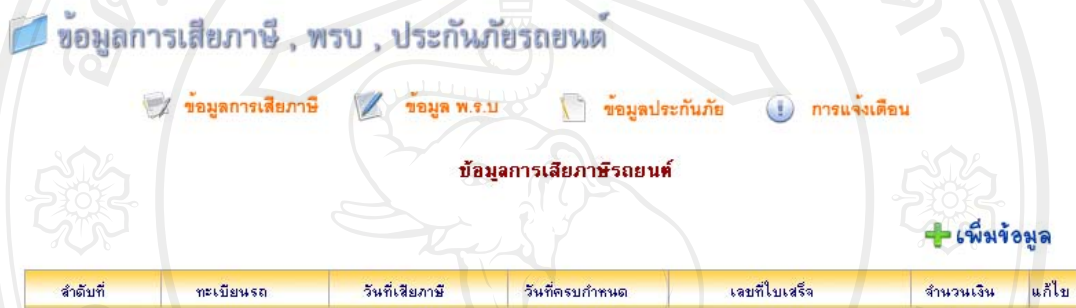 ข้อมูลการเสียภาษี , พรบ , ประกันภัยรถยนต์
ข้อมูลการเสียภาษี ข้อมูล พ.ร.บ ข้อมูลประกันภัย การแจ้งเตือน
ข้อมูลการเสียภาษีรถยนต์
เพิ่มข้อมูล
ลำดับที่ ทะเบียนรถ วันที่เสียภาษี วันที่ครบกำหนด เลขที่ใบเสร็จ จำนวนเงิน แก้ไข